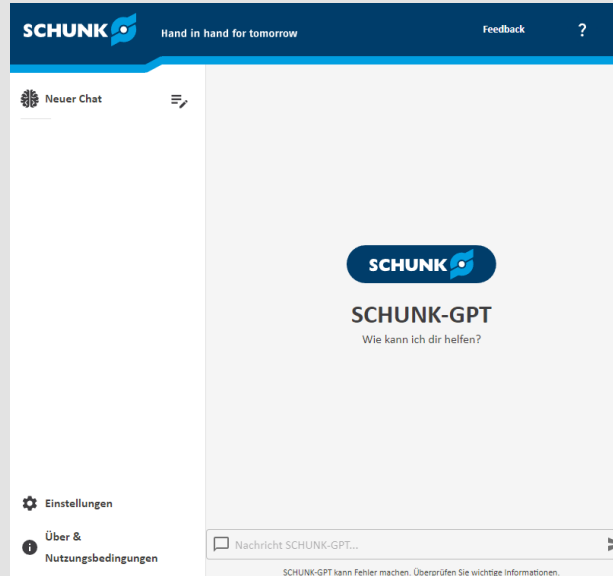 SCHUNK
Hand in hand for tomorrow
Feedback
?
Neuer Chat
SCHUNK
SCHUNK-GPT
Wie kann ich dir helfen?
Einstellungen
Über &
Nutzungsbedingungen
Nachricht SCHUNK-GPT...
SCHUNK-GPT kann Fehler machen. Überprüfen Sie wichtige Informationen.